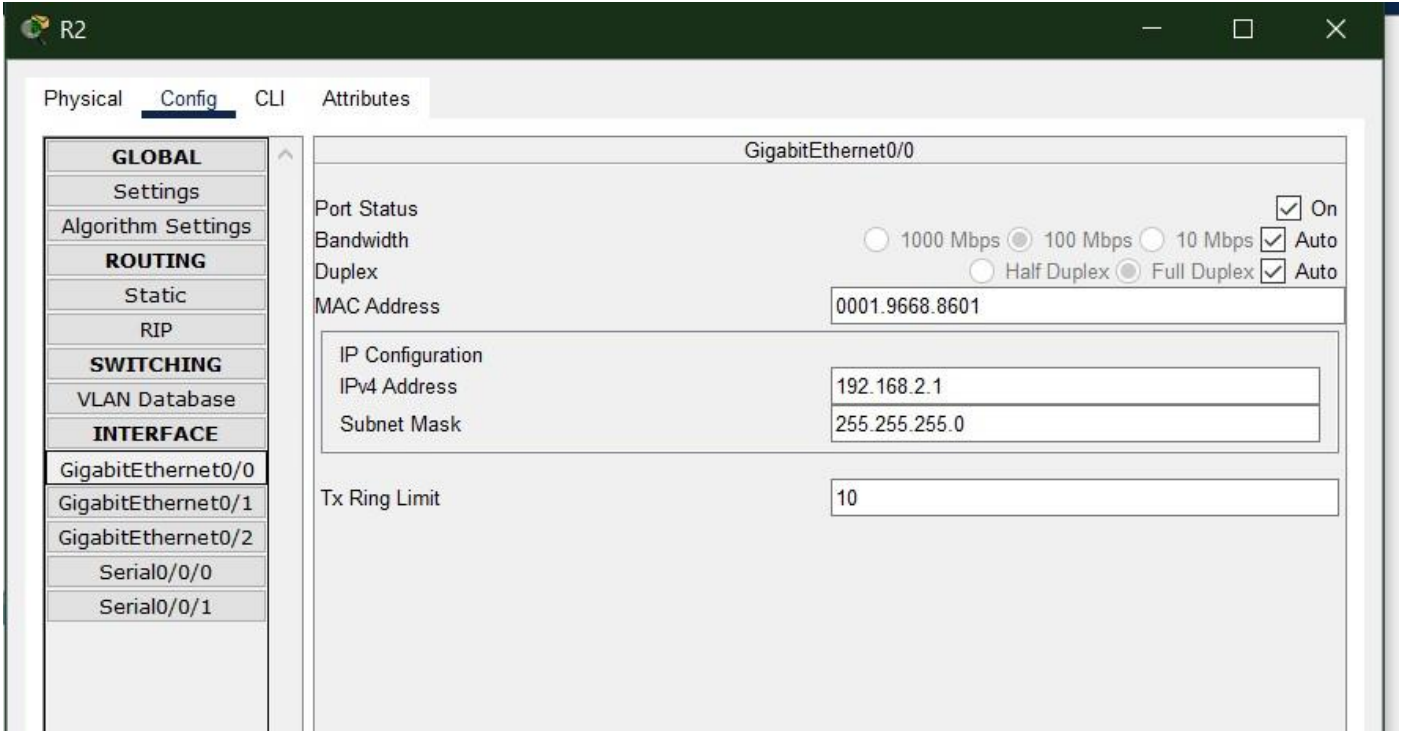 R2
Physical Config CLI Attributes
GLOBAL
Settings
Algorithm Settings
ROUTING
Static
RIP
SWITCHING
VLAN Database
INTERFACE
GigabitEthernet0/0
GigabitEthernet0/1
GigabitEthernet0/2
Serial0/0/0
Serial0/0/1
GigabitEthernet0/0
Port Status On
Bandwidth 1000 Mbps 100 Mbps 10 Mbps Auto
Duplex Half Duplex Full Duplex Auto
MAC Address 0001.9668.8601
IP Configuration
IPv4 Address 192.168.2.1
Subnet Mask 255.255.255.0
Tx Ring Limit 10